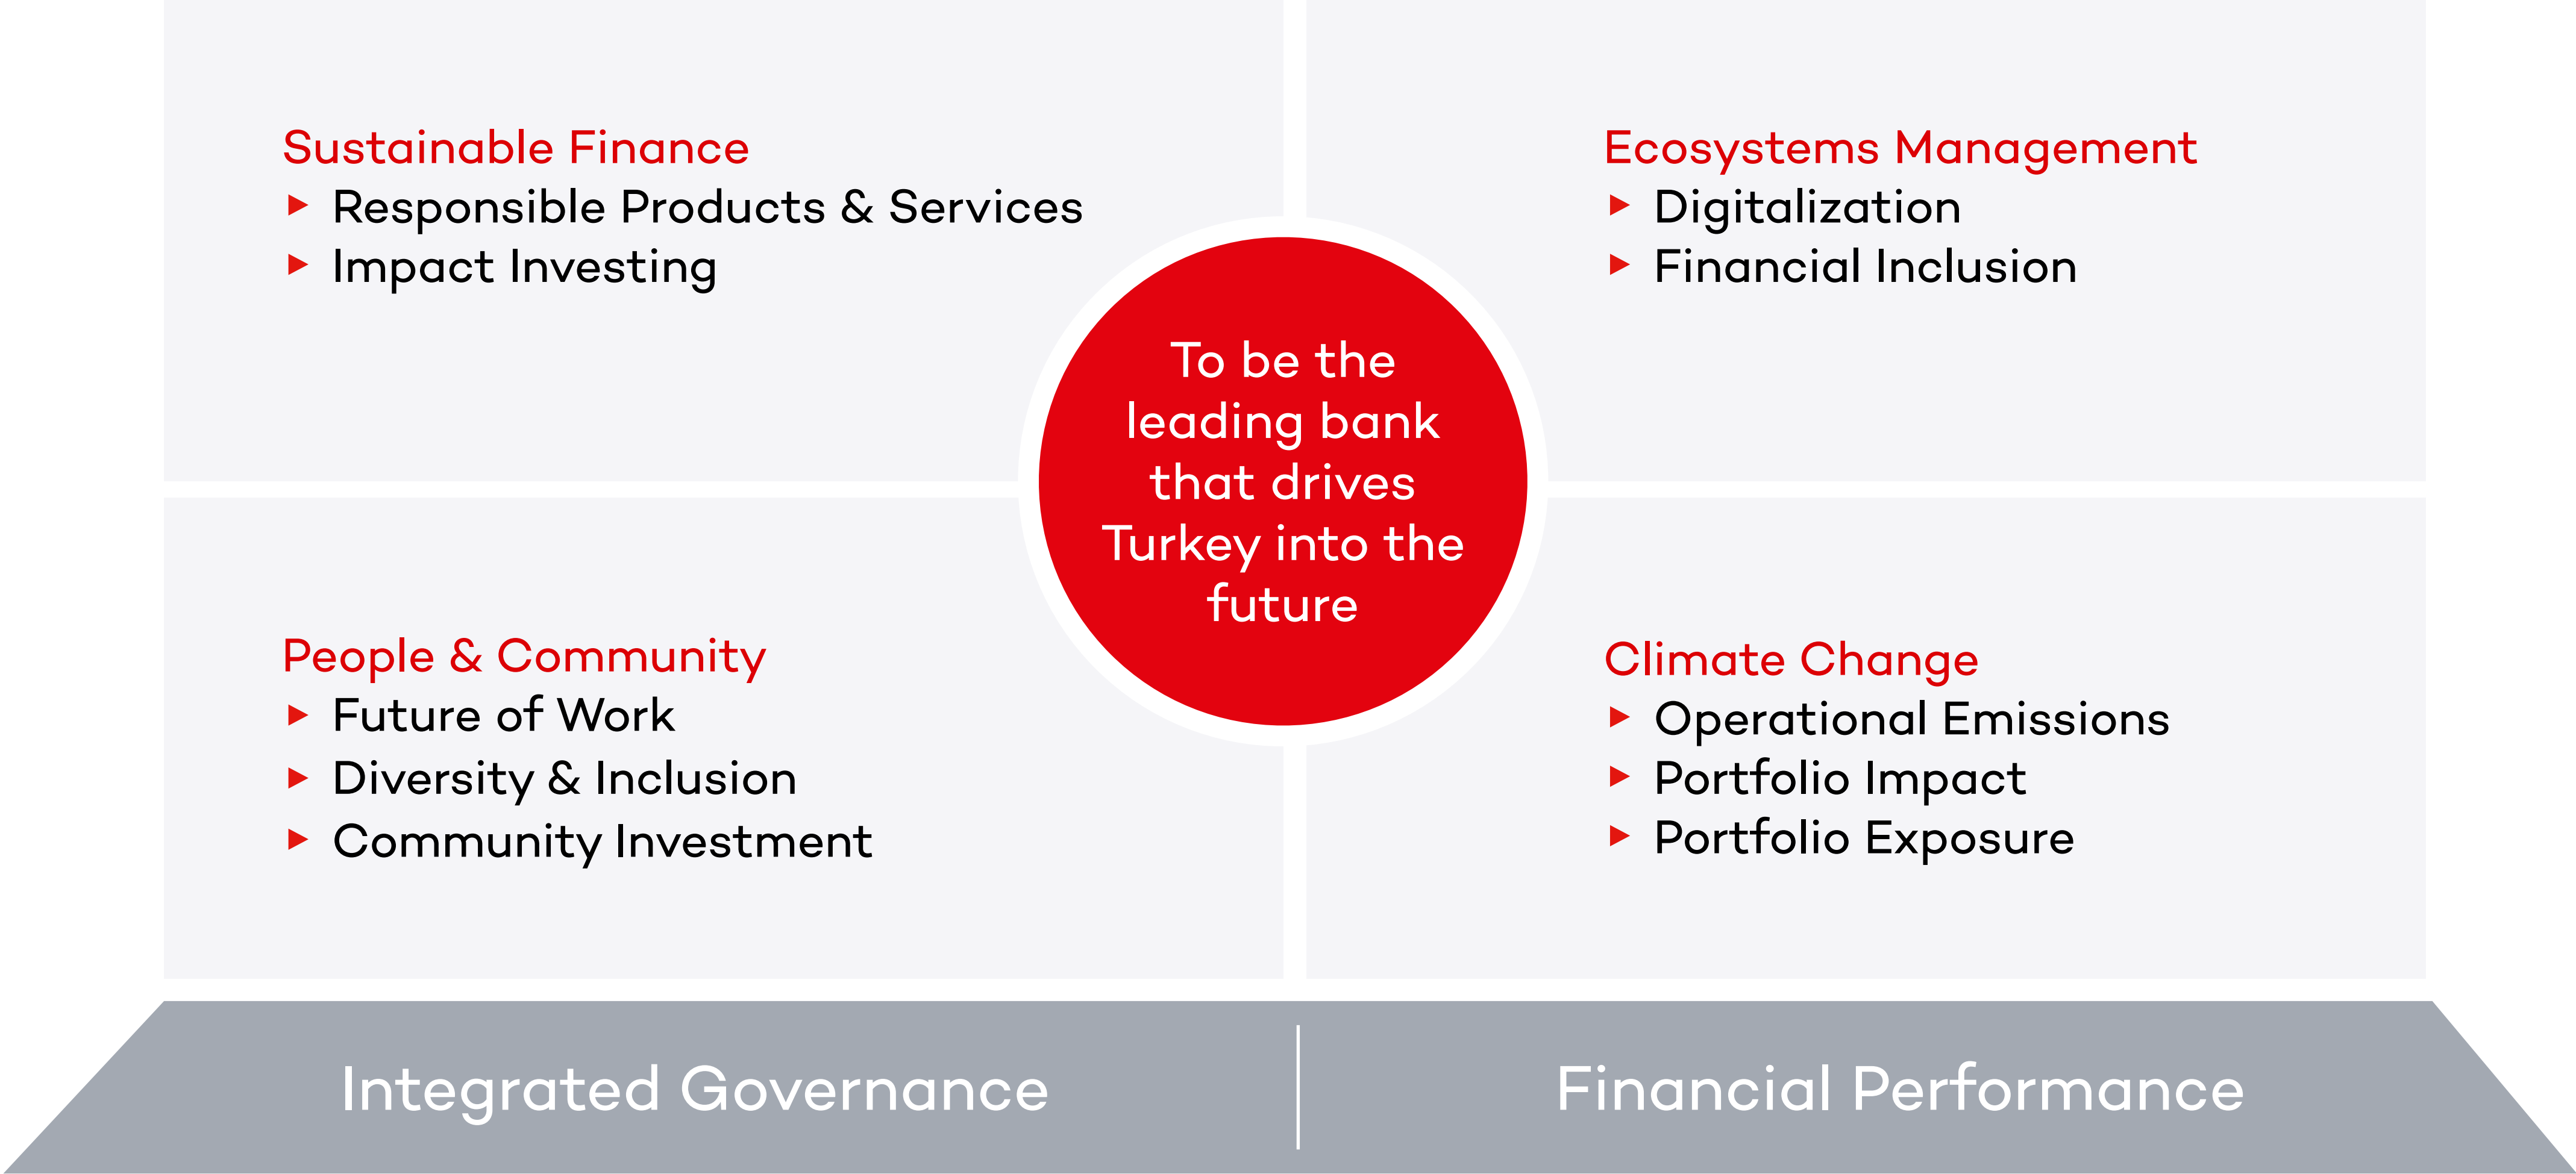 Sustainable Finance
Responsible Products & Services
Impact Investing
Ecosystems Management
Digitalization
Financial Inclusion
To be the
leading bank
that drives
Turkey into the
future
People & Community
Future of Work
Diversity & Inclusion
Community Investment
Climate Change
Operational Emissions
Portfolio Impact
Portfolio Exposure
Integrated Governance
Financial Performance